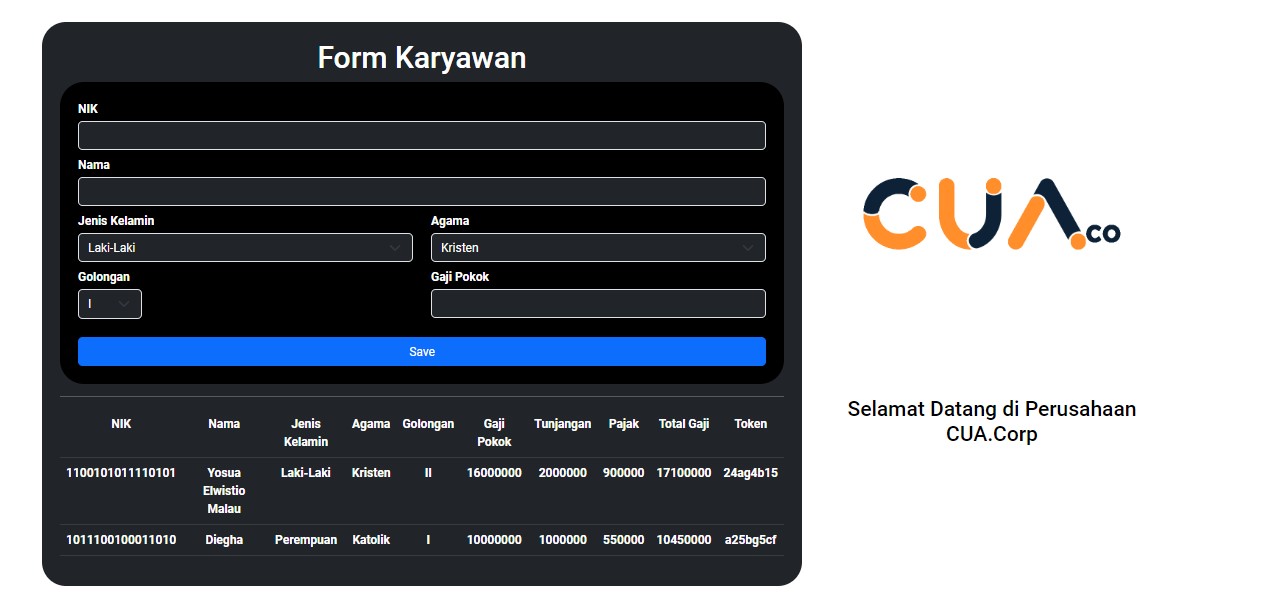 Form Karyawan
NIK
Nama
Jenis Kelamin Agama
Laki-Laki Kristen
Golongan Gaji Pokok
I
Save
NIK Nama Jenis Kelamin Agama Golongan Gaji Pokok Tunjangan Pajak Total Gaji Token
1100101011110101 Yosua Elwistio Malau Laki-Laki Kristen II 16000000 2000000 900000 17100000 24ag4b15
1011100100011010 Diegha Perempuan Katolik I 10000000 1000000 550000 10450000 a25bg5cf
CUA.co
Selamat Datang di Perusahaan
CUA.Corp